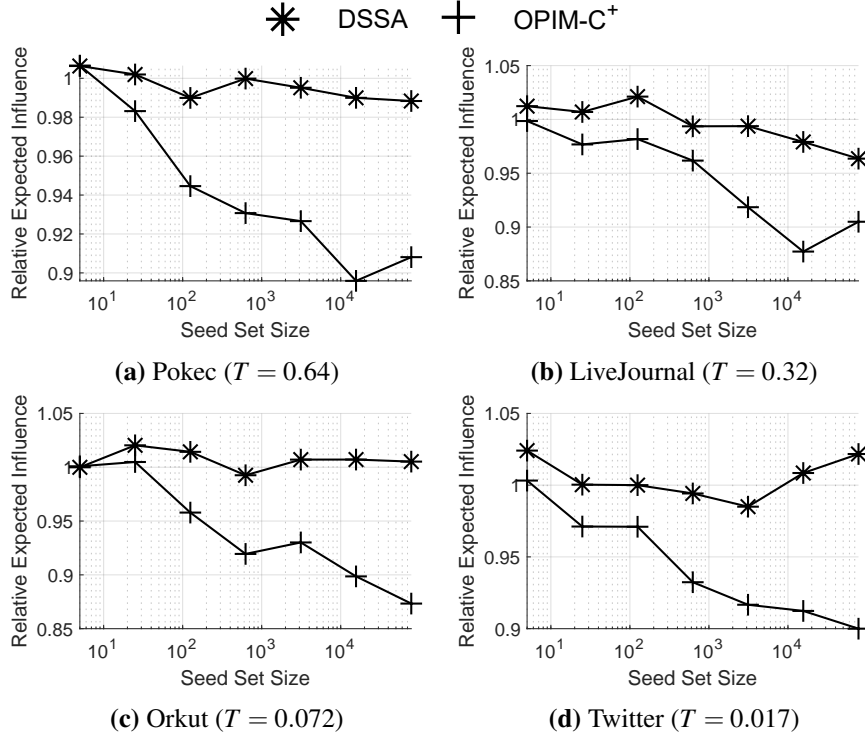 DSSA OPIM-C+
Relative Expected Influence
1
0.98
0.96
0.94
0.92
0.9
10^1 10^2 10^3 10^4
Seed Set Size
(a) Pokec (T = 0.64)
Relative Expected Influence
1.05
1
0.95
0.9
0.85
10^1 10^2 10^3 10^4
Seed Set Size
(b) LiveJournal (T = 0.32)
Relative Expected Influence
1.05
1
0.95
0.9
0.85
10^1 10^2 10^3 10^4
Seed Set Size
(c) Orkut (T = 0.072)
Relative Expected Influence
1.05
1
0.95
0.9
10^1 10^2 10^3 10^4
Seed Set Size
(d) Twitter (T = 0.017)